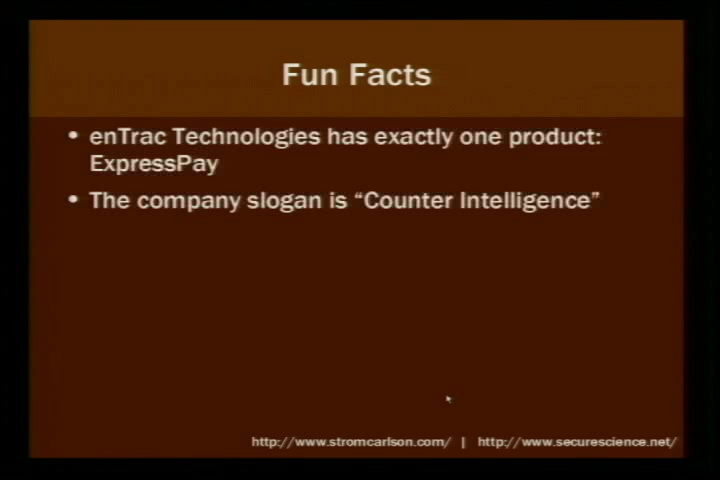 Fun Facts
• enTrac Technologies has exactly one product:
ExpressPay
• The company slogan is “Counter Intelligence”
http://www.stromcarlson.com/ | http://www.securescience.net/